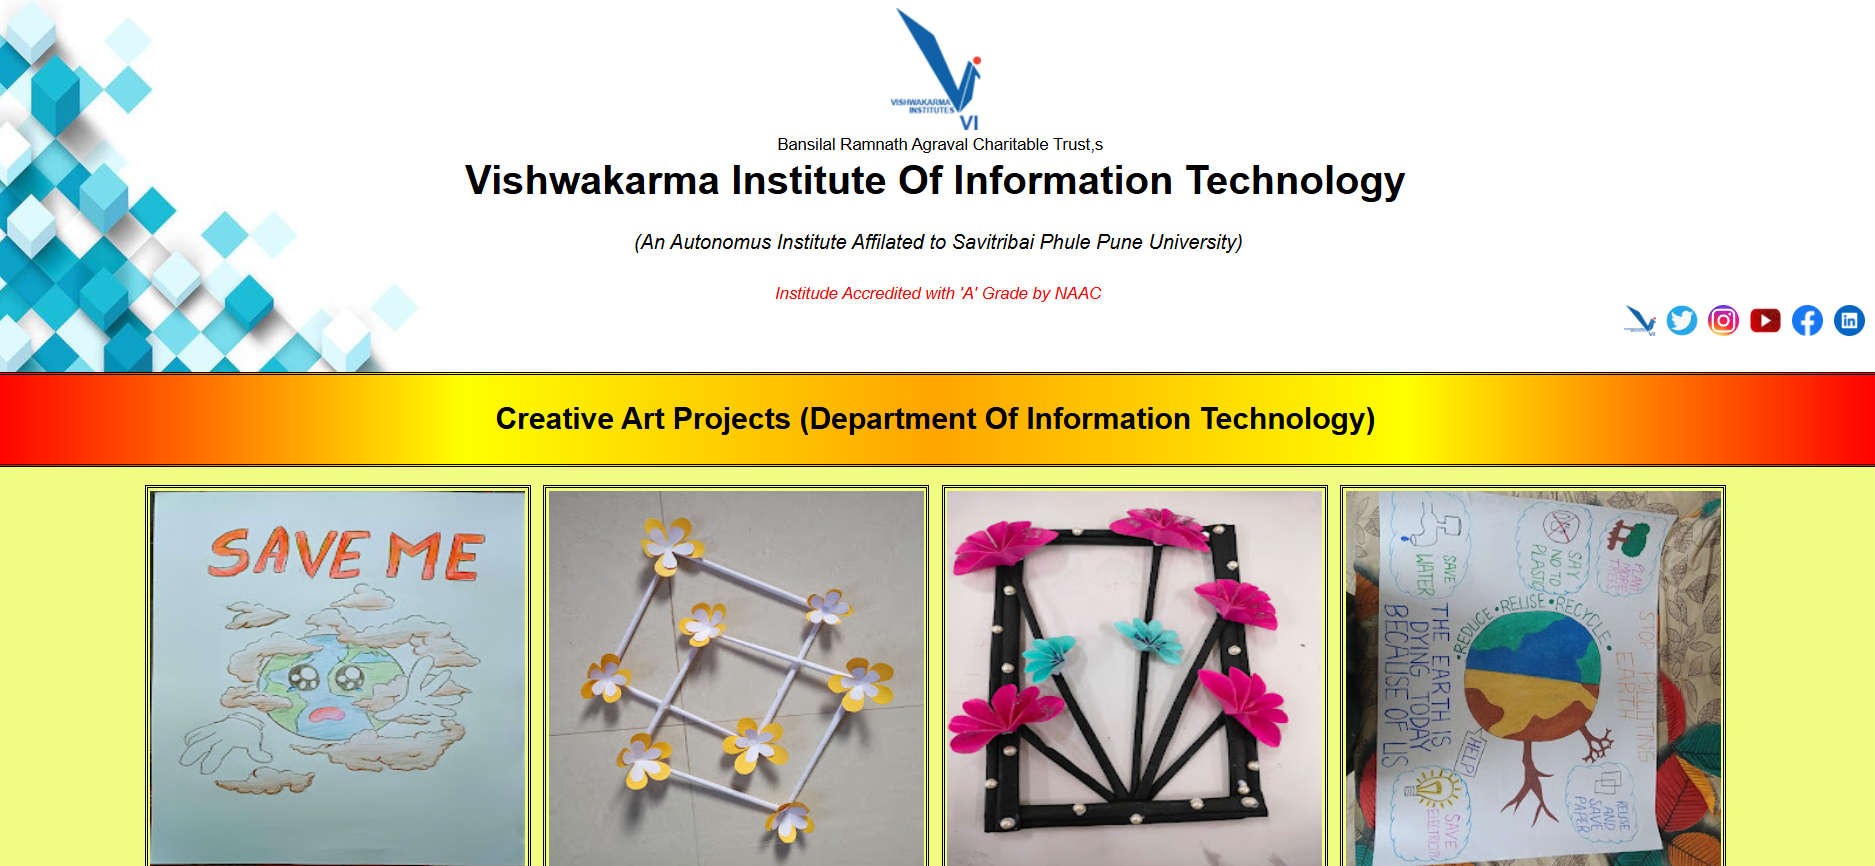 VISHWAKARMA
INSTITUTES
VI
Bansilal Ramnath Agraval Charitable Trust,s
Vishwakarma Institute Of Information Technology
(An Autonomus Institute Affilated to Savitribai Phule Pune University)
Institude Accredited with 'A' Grade by NAAC
Creative Art Projects (Department Of Information Technology)
SAVE ME
PLANT
MORE
TREES
SAY
NO TO
PLASTIC
SAVE
WATER
STOP POLLUTING
EARTH
•REDUCE•REUSE•RECYCLE•
THE EARTH IS
DYING TODAY
BECAUSE OF US
HELP!
REUSE
AND
SAVE
PAPER
SAVE
ELECTRICITY